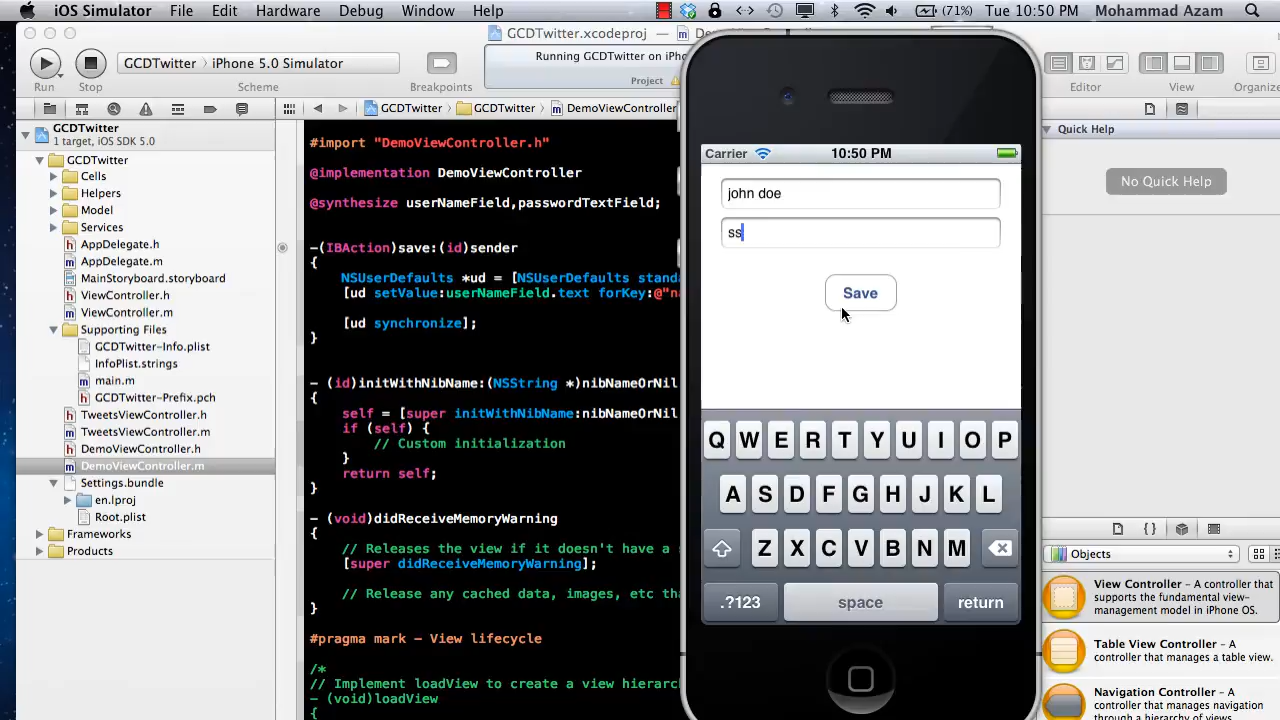 iOS Simulator File Edit Hardware Debug Window Help (71%) Tue 10:50 PM Mohammad Azam
GCDTwitter.xcodeproj —
GCDTwitter iPhone 5.0 Simulator
Running GCDTwitter on iPh
Project
Run Stop Scheme Breakpoints
Editor View Organize
GCDTwitter GCDTwitter DemoViewController
GCDTwitter
1 target, iOS SDK 5.0
GCDTwitter
Cells
Helpers
Model
Services
AppDelegate.h
AppDelegate.m
MainStoryboard.storyboard
ViewController.h
ViewController.m
Supporting Files
GCDTwitter-Info.plist
InfoPlist.strings
main.m
GCDTwitter-Prefix.pch
TweetsViewController.h
TweetsViewController.m
DemoViewController.h
DemoViewController.m
Settings.bundle
en.lproj
Root.plist
Frameworks
Products
#import "DemoViewController.h"
@implementation DemoViewController
@synthesize userNameField,passwordTextField;
-(IBAction)save:(id)sender
{
NSUserDefaults *ud = [NSUserDefaults standa
[ud setValue:userNameField.text forKey:@"na
[ud synchronize];
}
- (id)initWithNibName:(NSString *)nibNameOrNil
{
self = [super initWithNibName:nibNameOrNi
if (self) {
// Custom initialization
}
return self;
}
- (void)didReceiveMemoryWarning
{
// Releases the view if it doesn't have a s
[super didReceiveMemoryWarning];
// Release any cached data, images, etc tha
}
#pragma mark - View lifecycle
/*
// Implement loadView to create a view hierarc
- (void)loadView
{
Carrier 10:50 PM
john doe
ss
Save
Q W E R T Y U I O P
A S D F G H J K L
Z X C V B N M
.?123 space return
Quick Help
No Quick Help
Objects
View Controller - A controller that
supports the fundamental view-
management model in iPhone OS.
Table View Controller - A
controller that manages a table view.
Navigation Controller - A
controller that manages navigation
through a hierarchy of views.